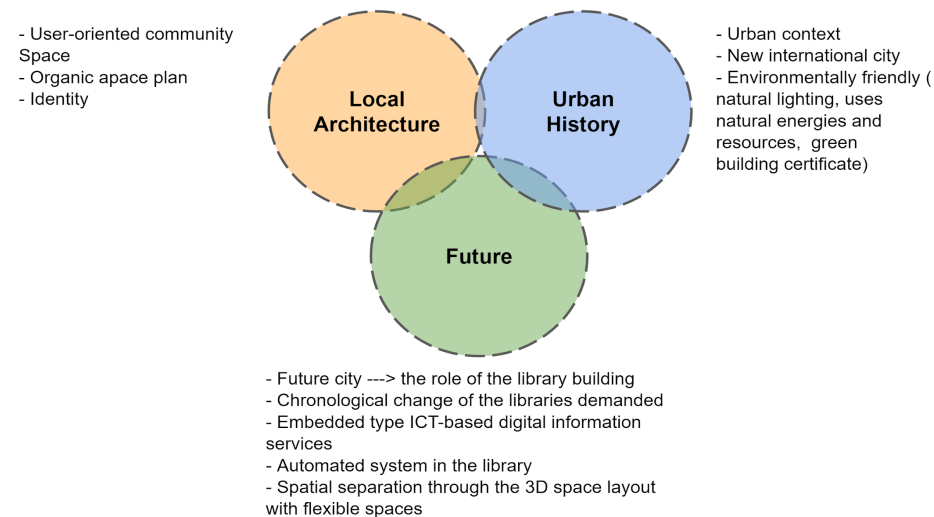 - User-oriented community
Space
- Organic apace plan
- Identity
Local
Architecture
Urban
History
- Urban context
- New international city
- Environmentally friendly (
natural lighting, uses
natural energies and
resources,  green
building certificate)
Future
- Future city ---> the role of the library building
- Chronological change of the libraries demanded
- Embedded type ICT-based digital information
services
- Automated system in the library
- Spatial separation through the 3D space layout
with flexible spaces